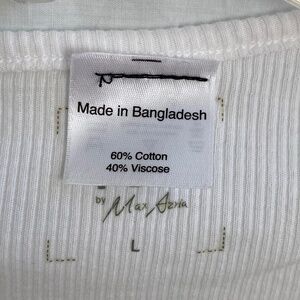 Made in Bangladesh
60% Cotton
40% Viscose
by Max Azria
L